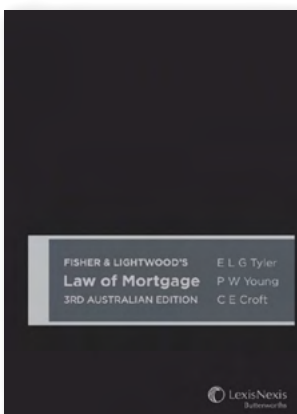 FISHER & LIGHTWOOD'S
Law of Mortgage
3RD AUSTRALIAN EDITION
E L G Tyler
P W Young
C E Croft
LexisNexis
Butterworths